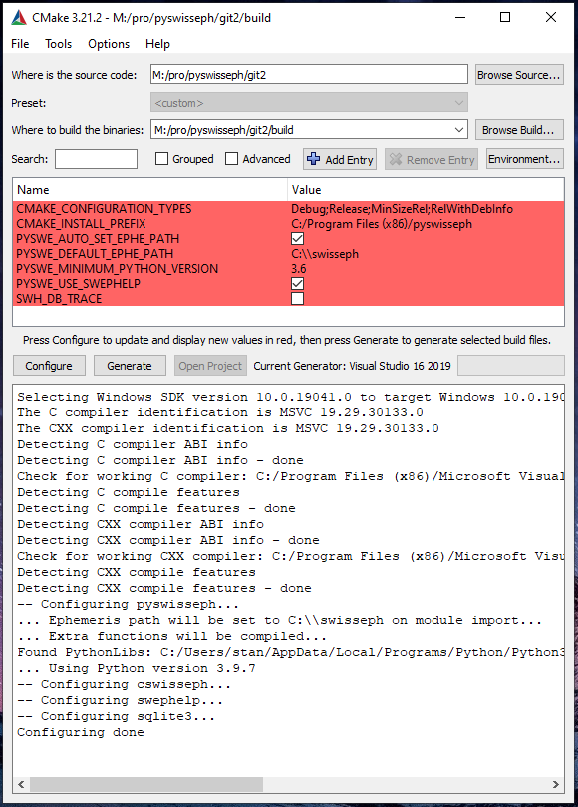 CMake 3.21.2 - M:/pro/pyswisseph/git2/build
File Tools Options Help
Where is the source code: M:/pro/pyswisseph/git2 Browse Source...
Preset: <custom>
Where to build the binaries: M:/pro/pyswisseph/git2/build Browse Build...
Search: Grouped Advanced Add Entry Remove Entry Environment...
Name Value
CMAKE_CONFIGURATION_TYPES Debug;Release;MinSizeRel;RelWithDebInfo
CMAKE_INSTALL_PREFIX C:/Program Files (x86)/pyswisseph
PYSWE_AUTO_SET_EPHE_PATH
PYSWE_DEFAULT_EPHE_PATH C:\\swisseph
PYSWE_MINIMUM_PYTHON_VERSION 3.6
PYSWE_USE_SWEPHELP
SWH_DB_TRACE
Press Configure to update and display new values in red, then press Generate to generate selected build files.
Configure Generate Open Project Current Generator: Visual Studio 16 2019
Selecting Windows SDK version 10.0.19041.0 to target Windows 10.0.190
The C compiler identification is MSVC 19.29.30133.0
The CXX compiler identification is MSVC 19.29.30133.0
Detecting C compiler ABI info
Detecting C compiler ABI info - done
Check for working C compiler: C:/Program Files (x86)/Microsoft Visual
Detecting C compile features
Detecting C compile features - done
Detecting CXX compiler ABI info
Detecting CXX compiler ABI info - done
Check for working CXX compiler: C:/Program Files (x86)/Microsoft Visu
Detecting CXX compile features
Detecting CXX compile features - done
-- Configuring pyswisseph...
... Ephemeris path will be set to C:\\swisseph on module import...
... Extra functions will be compiled...
Found PythonLibs: C:/Users/stan/AppData/Local/Programs/Python/Python3
... Using Python version 3.9.7
-- Configuring cswisseph...
-- Configuring swephelp...
-- Configuring sqlite3...
Configuring done